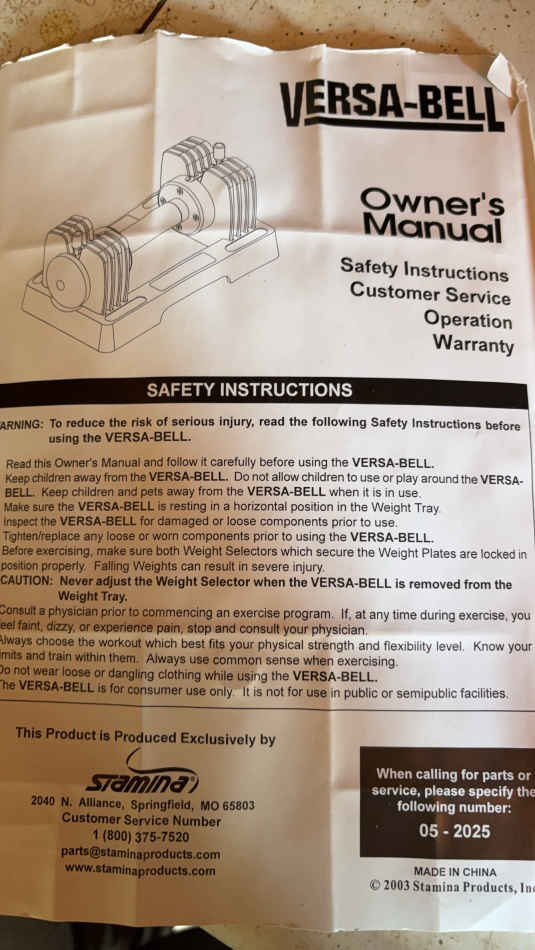 VERSA-BELL
Owner's
Manual
Safety Instructions
Customer Service
Operation
Warranty
SAFETY INSTRUCTIONS
ARNING: To reduce the risk of serious injury, read the following Safety Instructions before
using the VERSA-BELL.
Read this Owner's Manual and follow it carefully before using the VERSA-BELL.
Keep children away from the VERSA-BELL. Do not allow children to use or play around the VERSA-
BELL. Keep children and pets away from the VERSA-BELL when it is in use.
Make sure the VERSA-BELL is resting in a horizontal position in the Weight Tray.
Inspect the VERSA-BELL for damaged or loose components prior to use.
Tighten/replace any loose or worn components prior to using the VERSA-BELL.
Before exercising, make sure both Weight Selectors which secure the Weight Plates are locked in
position properly. Falling Weights can result in severe injury.
CAUTION: Never adjust the Weight Selector when the VERSA-BELL is removed from the
Weight Tray.
Consult a physician prior to commencing an exercise program. If, at any time during exercise, you
feel faint, dizzy, or experience pain, stop and consult your physician.
Always choose the workout which best fits your physical strength and flexibility level. Know your
limits and train within them. Always use common sense when exercising.
Do not wear loose or dangling clothing while using the VERSA-BELL.
The VERSA-BELL is for consumer use only. It is not for use in public or semipublic facilities.
This Product is Produced Exclusively by
STAMINA®
2040 N. Alliance, Springfield, MO 65803
Customer Service Number
1 (800) 375-7520
parts@staminaproducts.com
www.staminaproducts.com
When calling for parts or
service, please specify the
following number:
05 - 2025
MADE IN CHINA
© 2003 Stamina Products, Inc